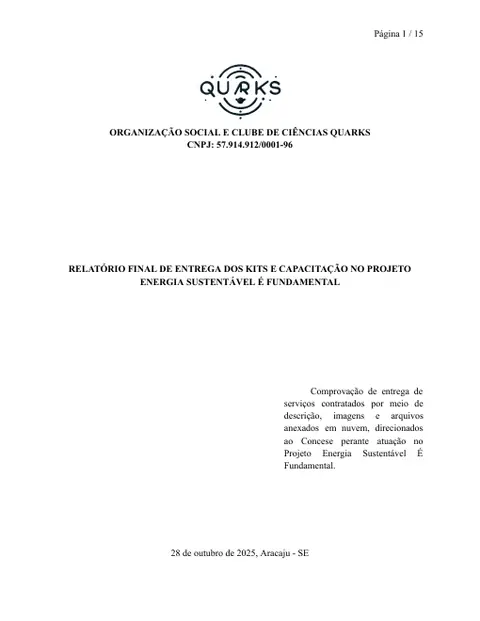 Página 1 / 15
QUARKS
ORGANIZAÇÃO SOCIAL E CLUBE DE CIÊNCIAS QUARKS
CNPJ: 57.914.912/0001-96
RELATÓRIO FINAL DE ENTREGA DOS KITS E CAPACITAÇÃO NO PROJETO
ENERGIA SUSTENTÁVEL É FUNDAMENTAL
Comprovação de entrega de
serviços contratados por meio de
descrição, imagens e arquivos
anexados em nuvem, direcionados
ao Concese perante atuação no
Projeto Energia Sustentável É
Fundamental.
28 de outubro de 2025, Aracaju - SE